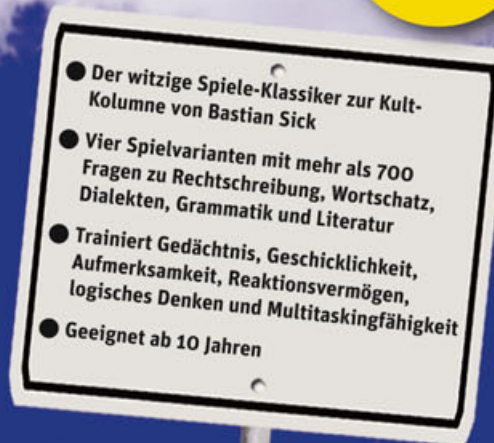 ● Der witzige Spiele-Klassiker zur Kult-
Kolumne von Bastian Sick
● Vier Spielvarianten mit mehr als 700
Fragen zu Rechtschreibung, Wortschatz,
Dialekten, Grammatik und Literatur
● Trainiert Gedächtnis, Geschicklichkeit,
Aufmerksamkeit, Reaktionsvermögen,
logisches Denken und Multitaskingfähigkeit
● Geeignet ab 10 Jahren